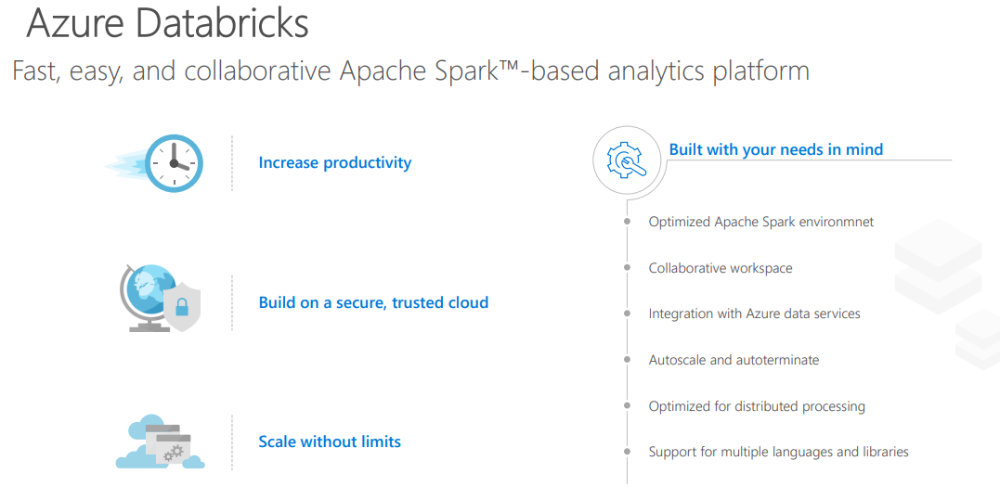 Azure Databricks
Fast, easy, and collaborative Apache Spark™-based analytics platform
Increase productivity
Build on a secure, trusted cloud
Scale without limits
Built with your needs in mind
Optimized Apache Spark environmnet
Collaborative workspace
Integration with Azure data services
Autoscale and autoterminate
Optimized for distributed processing
Support for multiple languages and libraries